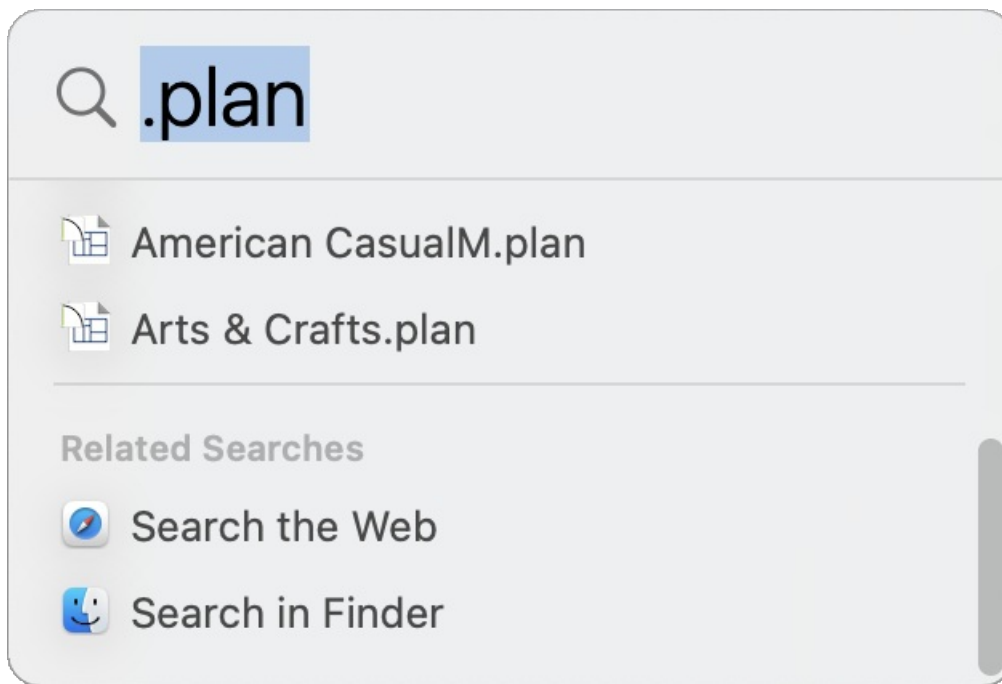 .plan
American CasualM.plan
Arts & Crafts.plan
Related Searches
Search the Web
Search in Finder